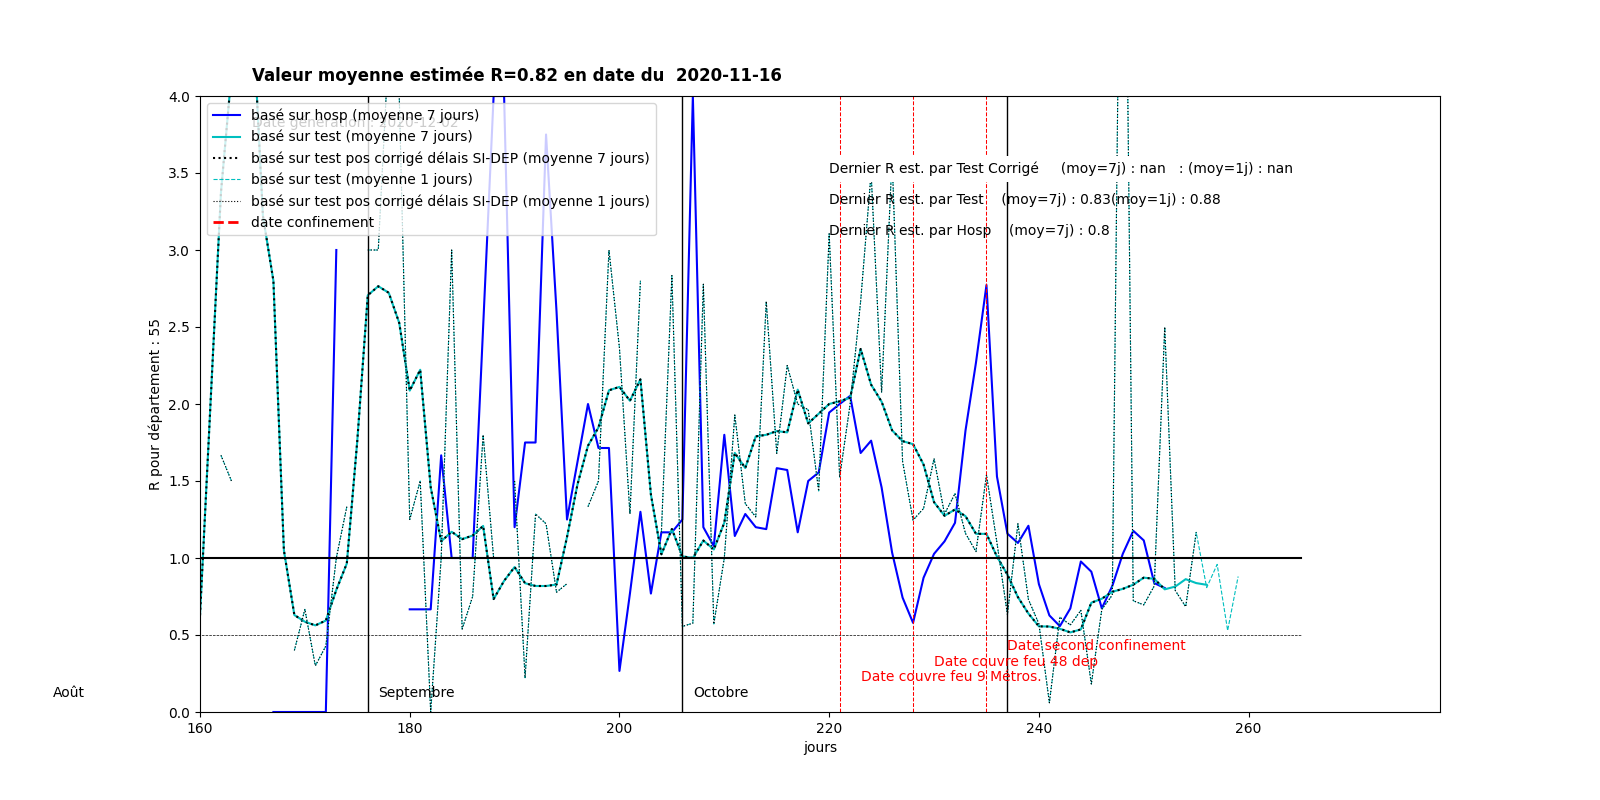 Valeur moyenne estimée R=0.82 en date du  2020-11-16
Date génération : 2020-12-02
basé sur hosp (moyenne 7 jours)
basé sur test (moyenne 7 jours)
basé sur test pos corrigé délais SI-DEP (moyenne 7 jours)
basé sur test (moyenne 1 jours)
basé sur test pos corrigé délais SI-DEP (moyenne 1 jours)
date confinement
Dernier R est. par Test Corrigé     (moy=7j) : nan   : (moy=1j) : nan
Dernier R est. par Test    (moy=7j) : 0.83(moy=1j) : 0.88
Dernier R est. par Hosp    (moy=7j) : 0.8
4.0
3.5
3.0
2.5
2.0
1.5
1.0
0.5
0.0
R pour département : 55
Date second confinement
Date couvre feu 48 dep
Date couvre feu 9 Métros.
Août
Septembre
Octobre
160
180
200
220
240
260
jours